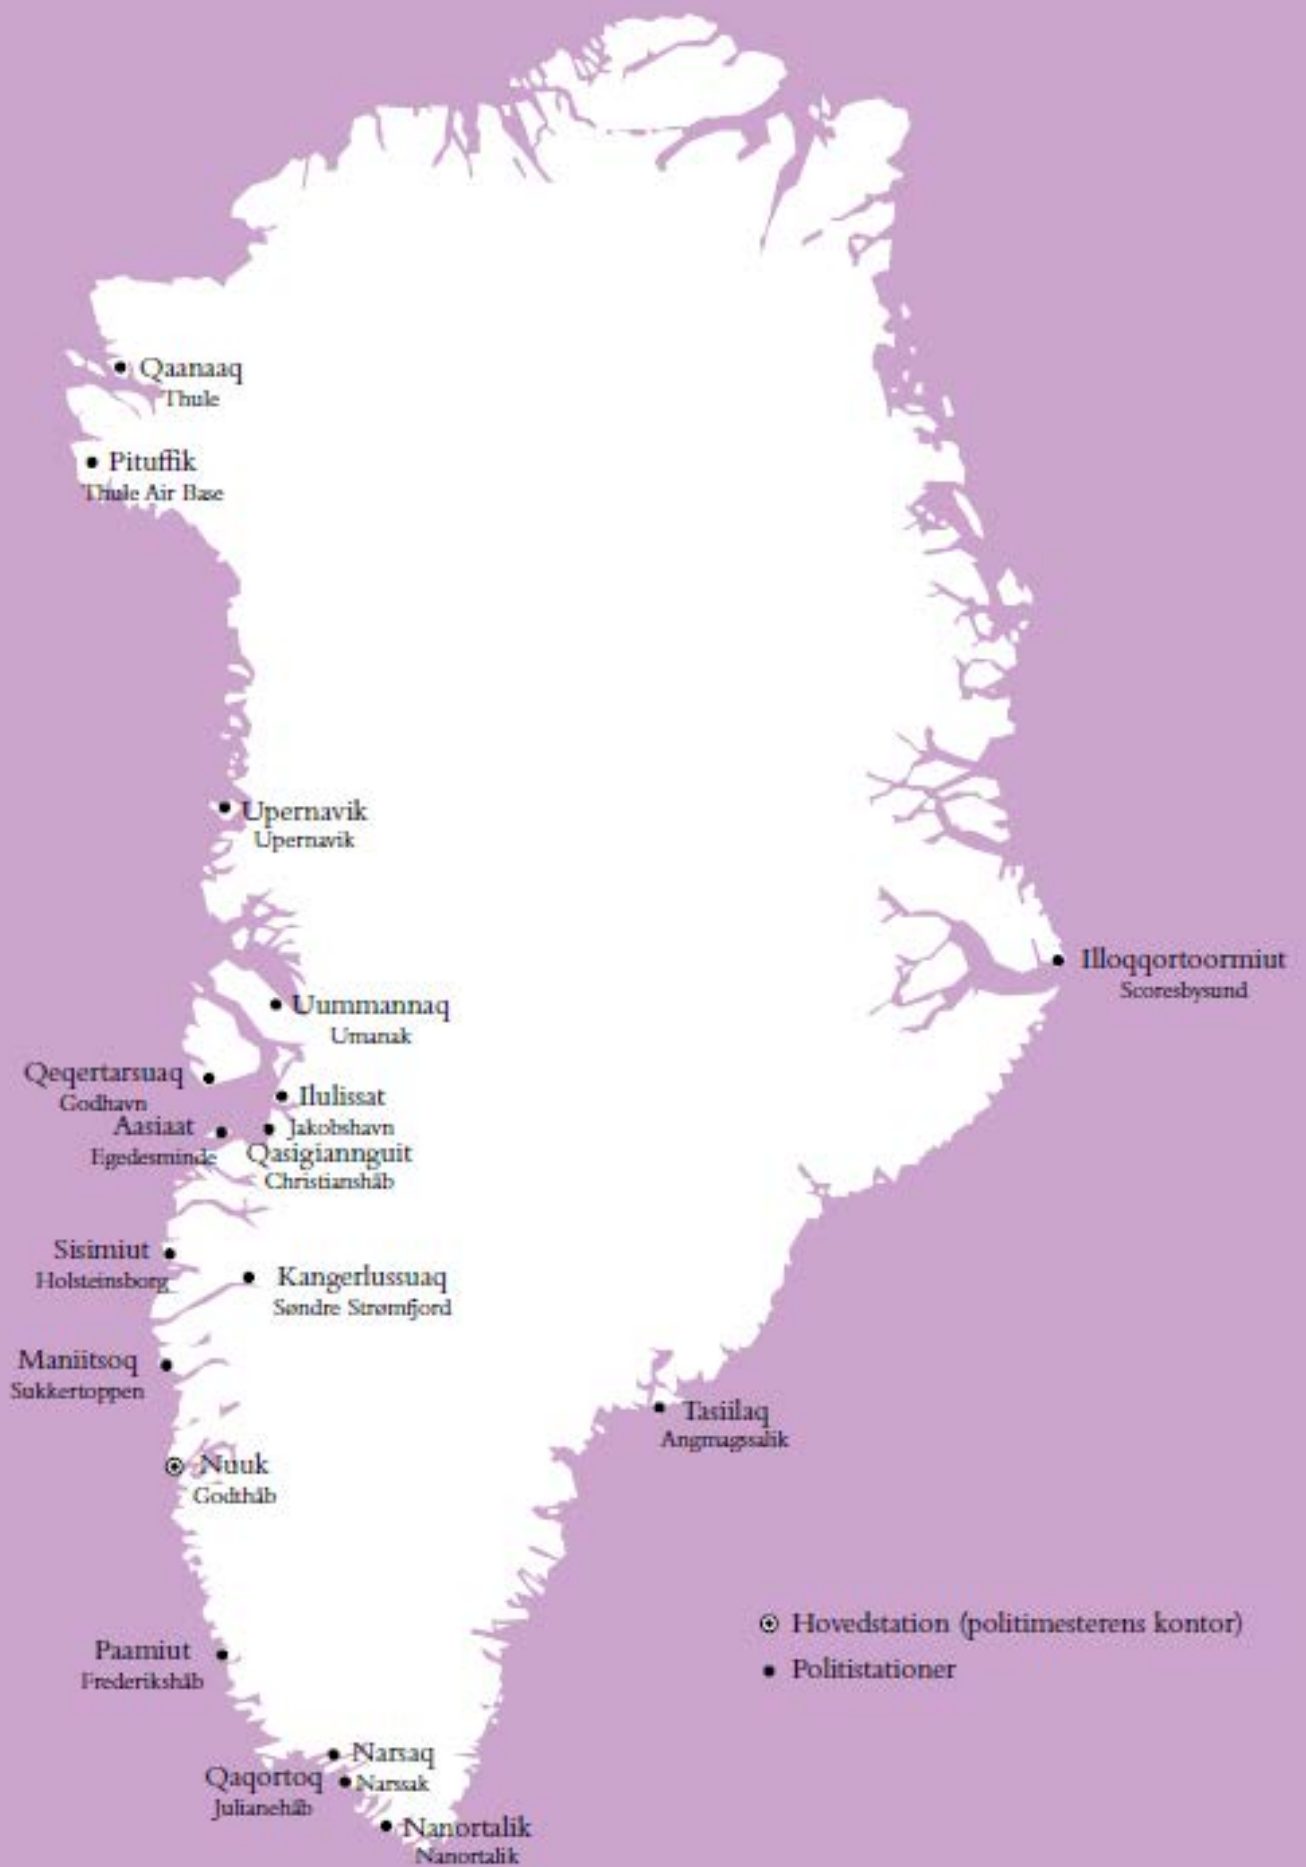 Qaanaaq
Thule
Pituffik
Thule Air Base
Upernavik
Upernavik
Illoqqortoormiut
Scoresbysund
Uummannaq
Umanak
Qeqertarsuaq
Godhavn
Ilulissat
Jakobshavn
Aasiaat
Egedesminde
Qasigiannguit
Christianshåb
Sisimiut
Holsteinsborg
Kangerlussuaq
Søndre Strømfjord
Maniitsoq
Sukkertoppen
Tasiilaq
Angmagssalik
Nuuk
Godthåb
Hovedstation (politimesterens kontor)
Politistationer
Paamiut
Frederikshåb
Narsaq
Narssak
Qaqortoq
Julianehåb
Nanortalik
Nanortalik